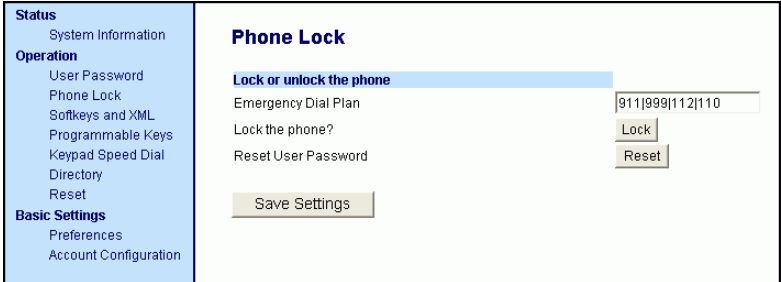 Status
System Information
Operation
User Password
Phone Lock
Softkeys and XML
Programmable Keys
Keypad Speed Dial
Directory
Reset
Basic Settings
Preferences
Account Configuration
Phone Lock
Lock or unlock the phone
Emergency Dial Plan 911|999|112|110
Lock the phone? Lock
Reset User Password Reset
Save Settings